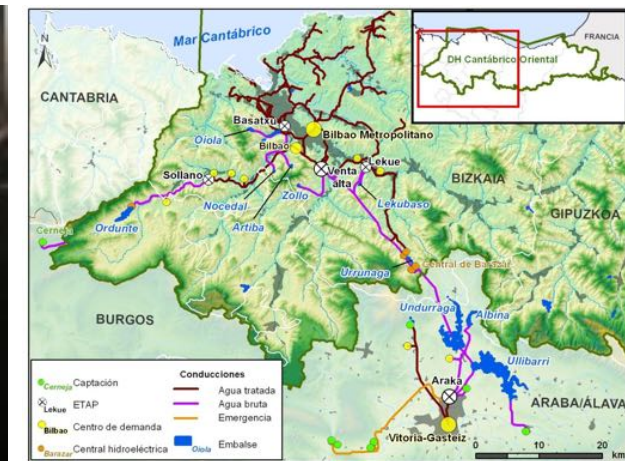 N
Mar Cantábrico
FRANCIA
DH Cantábrico Oriental
CANTABRIA
Basatxu
Oiola
Bilbao Metropolitano
Bilbao
Lekue
Sollano
Venta alta
BIZKAIA
Zollo
Nocedal
Lekubaso
GIPUZKOA
Artiba
Ordunte
Cerneja
Central de Barazar
Urrunaga
Undurraga
Albina
BURGOS
Ullibarri
Araka
ARABA/ÁLAVA
Vitoria-Gasteiz
0 10 20
km
Cerneja Captación
Lekue ETAP
Bilbao Centro de demanda
Barazar Central hidroeléctrica
Conducciones
Agua tratada
Agua bruta
Emergencia
Oiola Embalse